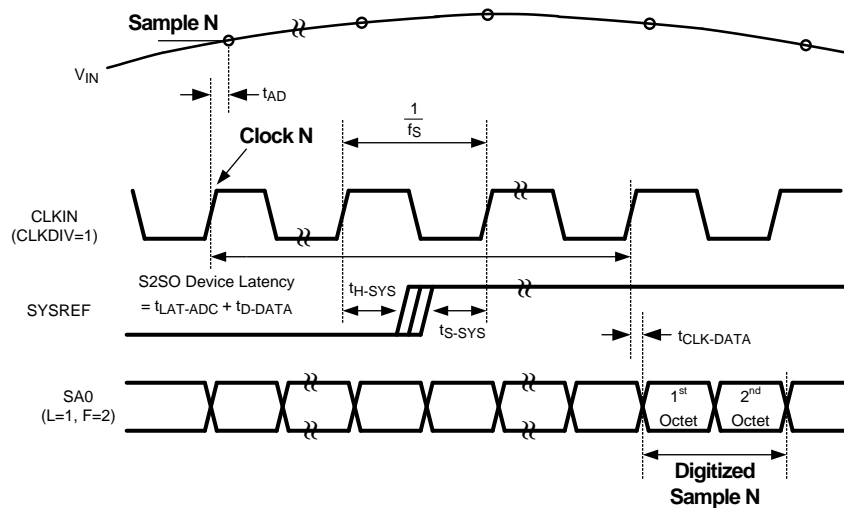 Sample N
V_IN
t_AD
Clock N
1
f_S
CLKIN
(CLKDIV=1)
S2SO Device Latency
= t_LAT-ADC + t_D-DATA
t_H-SYS
SYSREF
t_S-SYS
t_CLK-DATA
SA0
(L=1, F=2)
1st
Octet
2nd
Octet
Digitized
Sample N